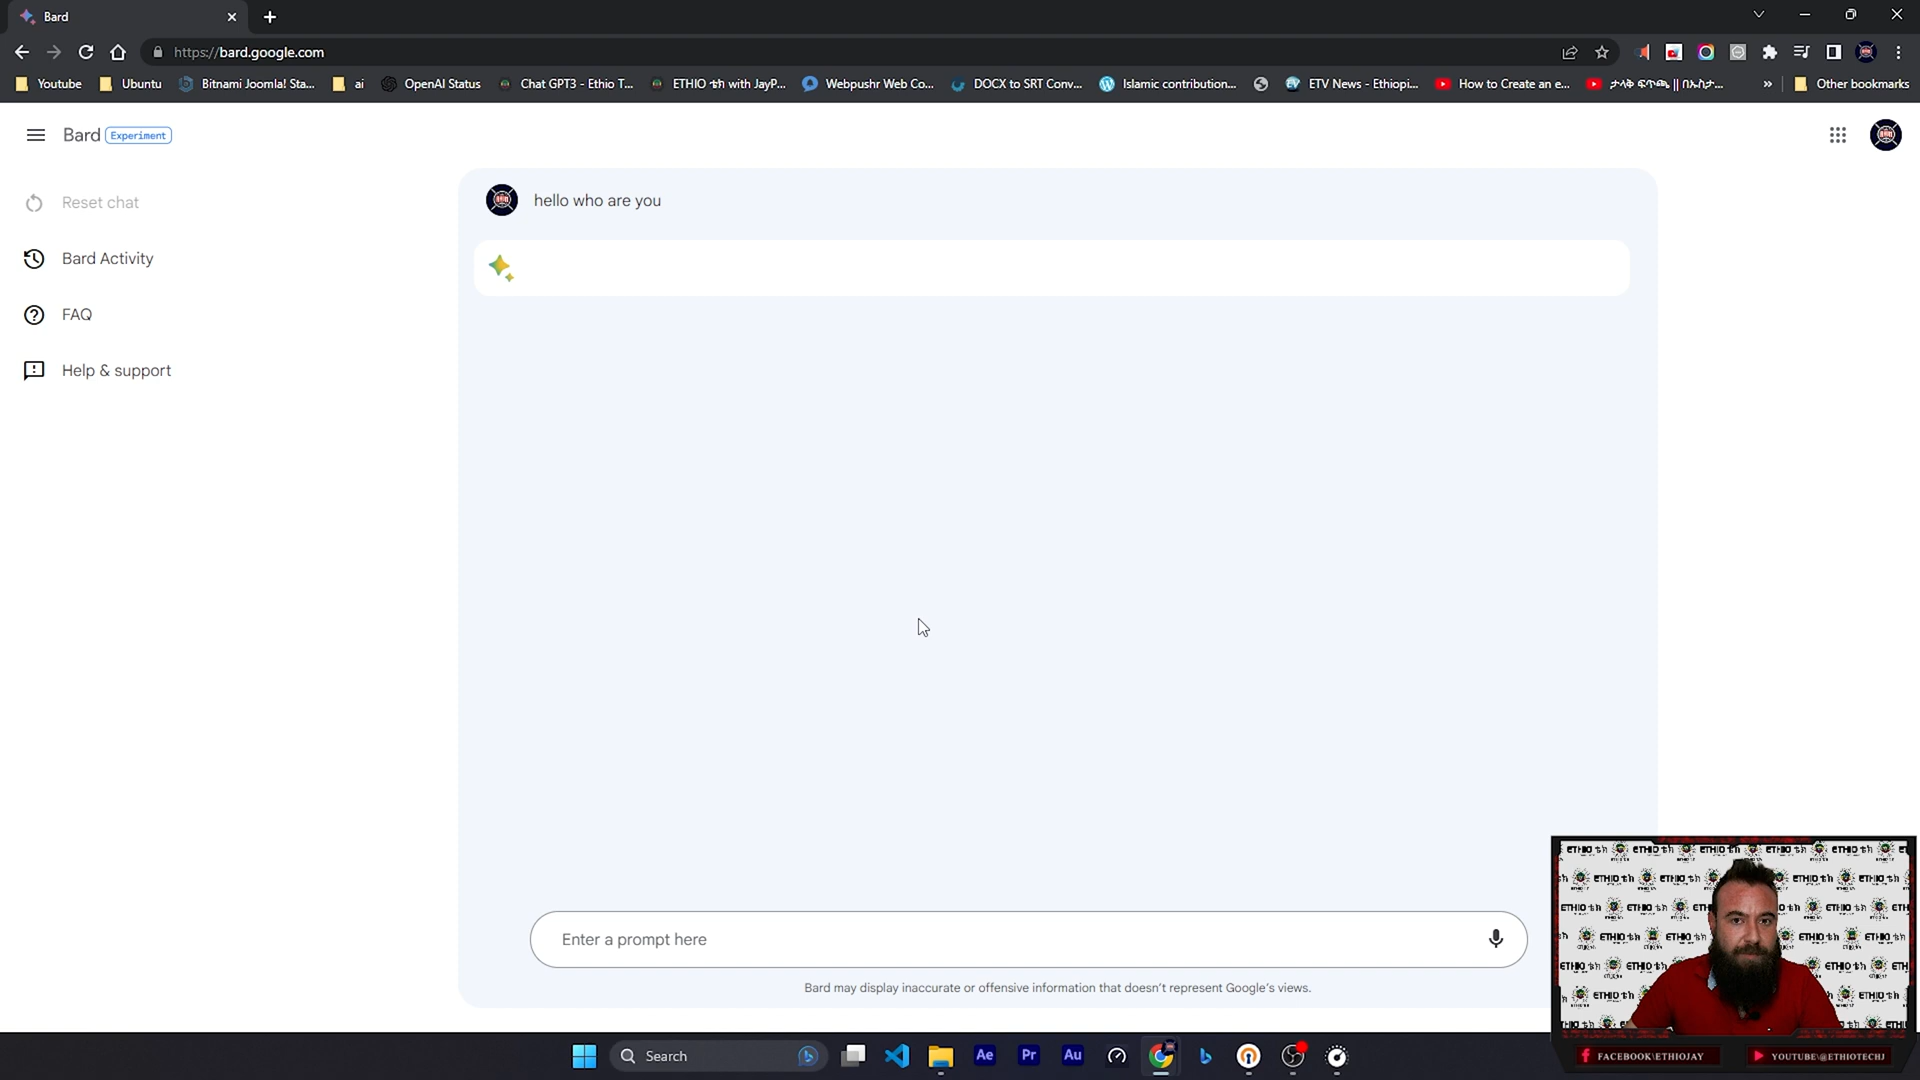 Bard
https://bard.google.com
Youtube
Ubuntu
Bitnami Joomla! Sta...
ai
OpenAI Status
Chat GPT3 - Ethio T...
ETHIO ቴክ with JayP...
Webpushr Web Co...
DOCX to SRT Conv...
Islamic contribution...
ETV News - Ethiopi...
How to Create an e...
ታላቅ ፍጥጫ || በኡስታ...
»
Other bookmarks
Bard Experiment
Reset chat
Bard Activity
FAQ
Help & support
hello who are you
Enter a prompt here
Bard may display inaccurate or offensive information that doesn't represent Google's views.
Search
Ae
Pr
Au
FACEBOOK\ETHIOJAY
YOUTUBE\@ETHIOTECHJ